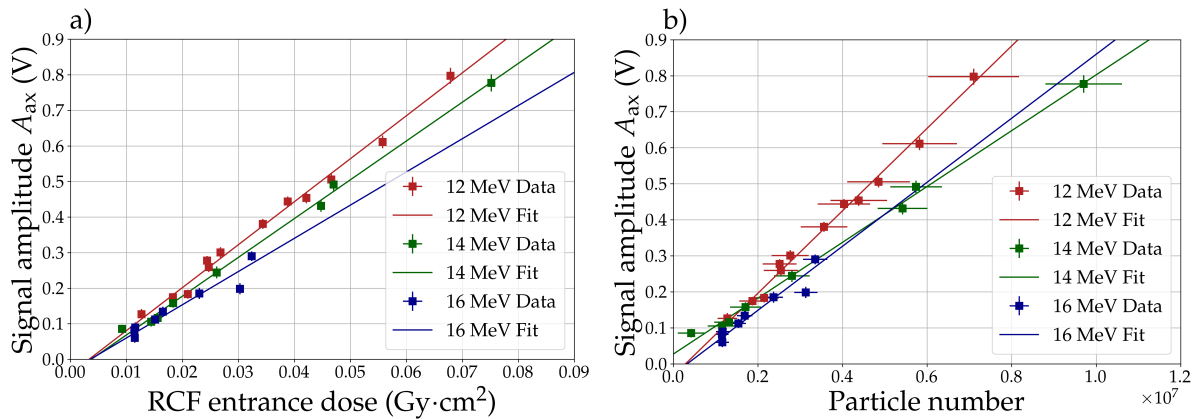 a)
Signal amplitude A_ax (V)
0.9
0.8
0.7
0.6
0.5
0.4
0.3
0.2
0.1
0.0
0.00 0.01 0.02 0.03 0.04 0.05 0.06 0.07 0.08 0.09
RCF entrance dose (Gy·cm²)
12 MeV Data
12 MeV Fit
14 MeV Data
14 MeV Fit
16 MeV Data
16 MeV Fit
b)
Signal amplitude A_ax (V)
0.9
0.8
0.7
0.6
0.5
0.4
0.3
0.2
0.1
0.0
0.0 0.2 0.4 0.6 0.8 1.0 1.2
×10⁷
Particle number
12 MeV Data
12 MeV Fit
14 MeV Data
14 MeV Fit
16 MeV Data
16 MeV Fit